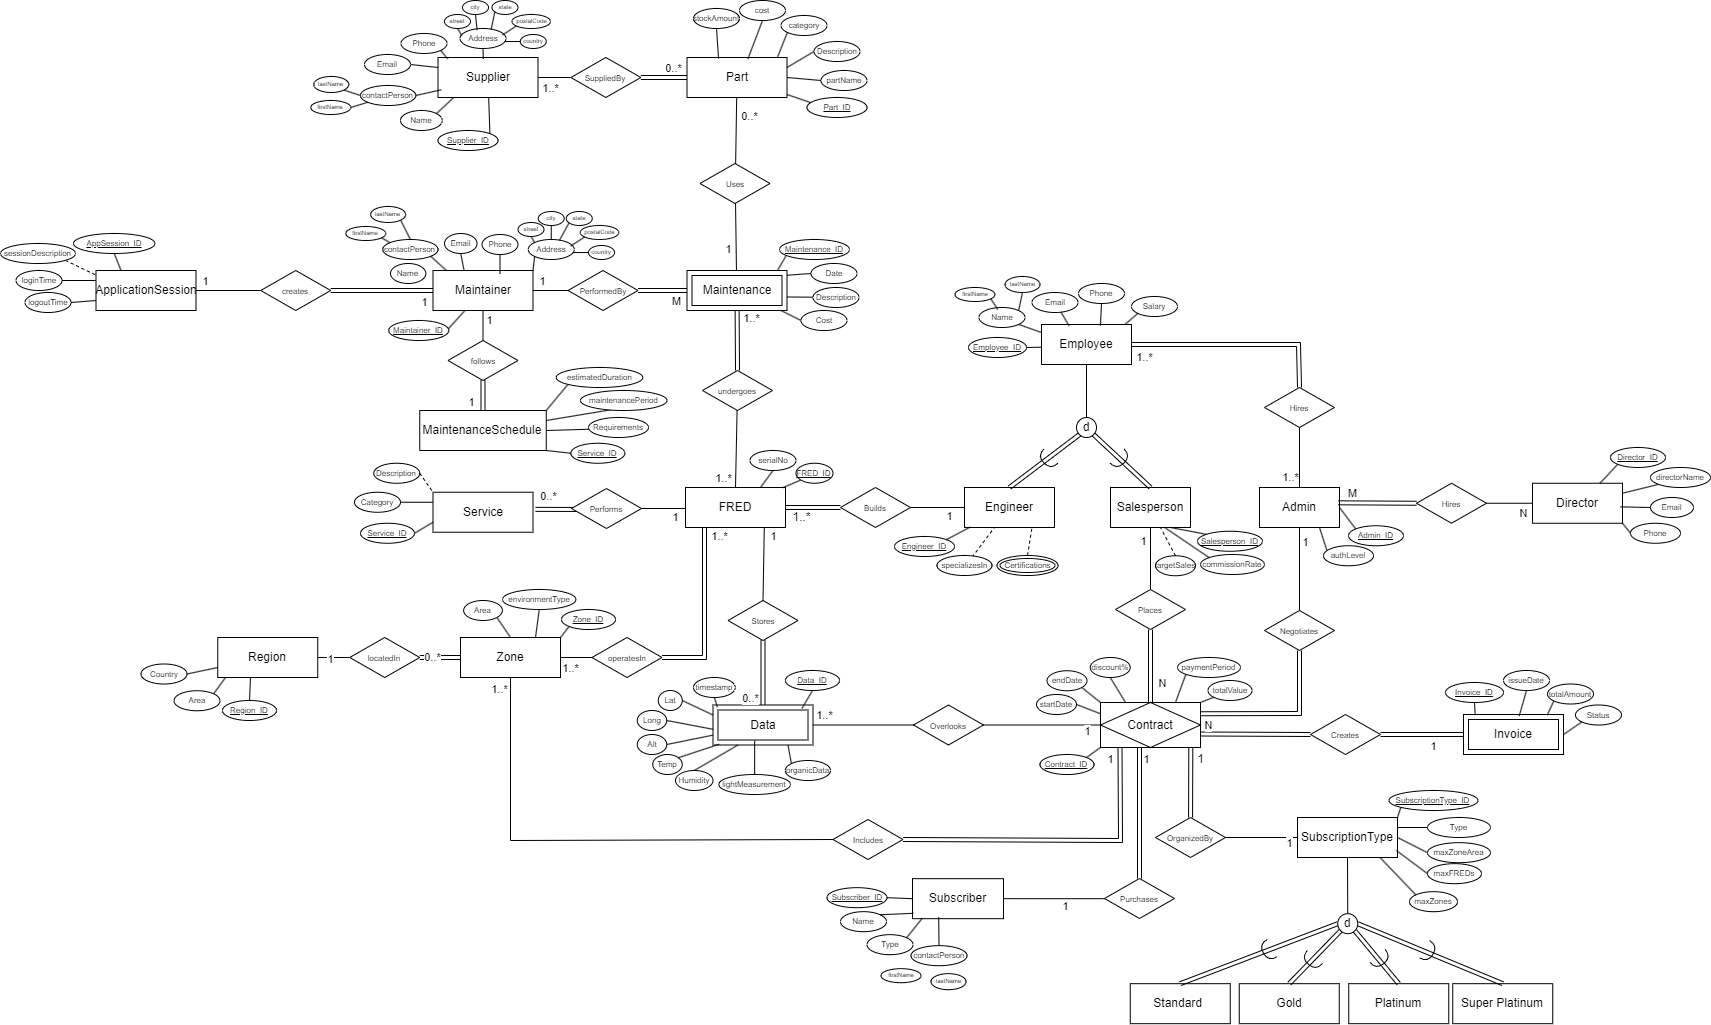 city
state
street
postalCode
Address
country
Phone
Email
lastName
contactPerson
firstName
Name
Supplier_ID
Supplier
1..*
SuppliedBy
0..*
Part
stockAmount
cost
category
Description
partName
Part_ID
0..*
Uses
1
AppSession_ID
sessionDescription
loginTime
logoutTime
ApplicationSession
1
creates
1
lastName
firstName
contactPerson
Name
Email
Phone
city
state
street
postalCode
Address
country
Maintainer
Maintainer_ID
1
PerformedBy
M
Maintenance
Maintenance_ID
Date
Description
Cost
1..*
1
follows
1
MaintenanceSchedule
estimatedDuration
maintenancePeriod
Requirements
Service_ID
undergoes
1..*
lastName
firstName
Name
Email
Phone
Salary
Employee_ID
Employee
1..*
Hires
1..*
d
Description
Category
Service_ID
Service
0..*
Performs
1
serialNo
FRED_ID
FRED
1..*
Builds
1
Engineer
Engineer_ID
specializesIn
Certifications
Salesperson
Salesperson_ID
argetSales
commissionRate
1
Admin
Admin_ID
authLevel
1
M
Hires
N
Director
Director_ID
directorName
Email
Phone
1..*
1
Stores
0..*
Places
N
Negotiates
N
Region
Country
Area
Region_ID
1
locatedIn
0..*
Zone
Area
environmentType
Zone_ID
1..*
operatesIn
1..*
Data
timestamp
Data_ID
Lat
Long
Alt
Temp
Humidity
lightMeasurement
organicData
1..*
Overlooks
1
Contract
endDate
discount%
startDate
paymentPeriod
totalValue
Contract_ID
Creates
1
Invoice
Invoice_ID
issueDate
totalAmount
Status
1
1
1
Includes
OrganizedBy
1
SubscriptionType
SubscriptionType_ID
Type
maxZoneArea
maxFREDs
maxZones
Subscriber
Subscriber_ID
Name
Type
contactPerson
firstName
lastName
1
Purchases
d
Standard
Gold
Platinum
Super Platinum